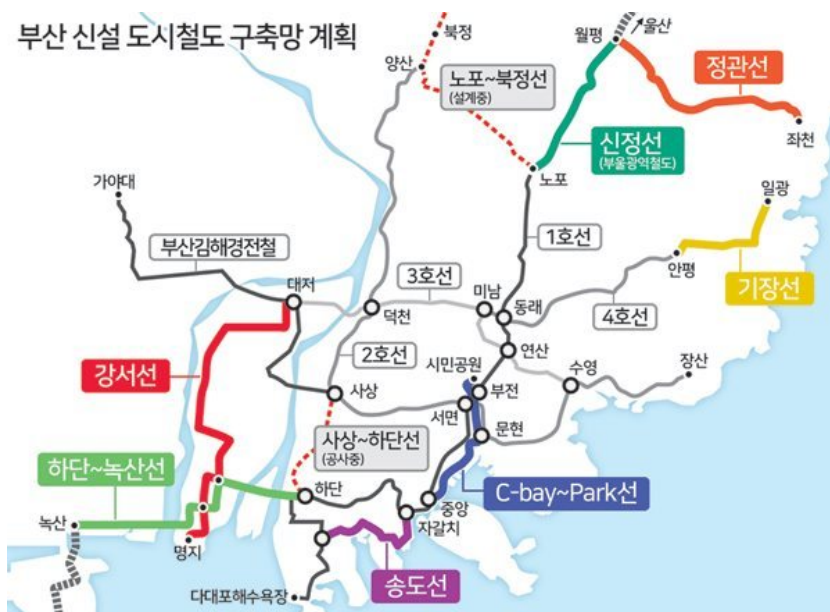 부산 신설 도시철도 구축망 계획
북정
월평
울산
양산
노포~북정선
(설계중)
정관선
좌천
신정선
(부울광역철도)
노포
가야대
일광
부산김해경전철
1호선
안평
기장선
대저
3호선
미남
동래
4호선
덕천
2호선
연산
시민공원
수영
장산
강서선
사상
부전
서면
문현
사상~하단선
(공사중)
하단~녹산선
하단
C-bay~Park선
중앙
자갈치
녹산
명지
송도선
다대포해수욕장